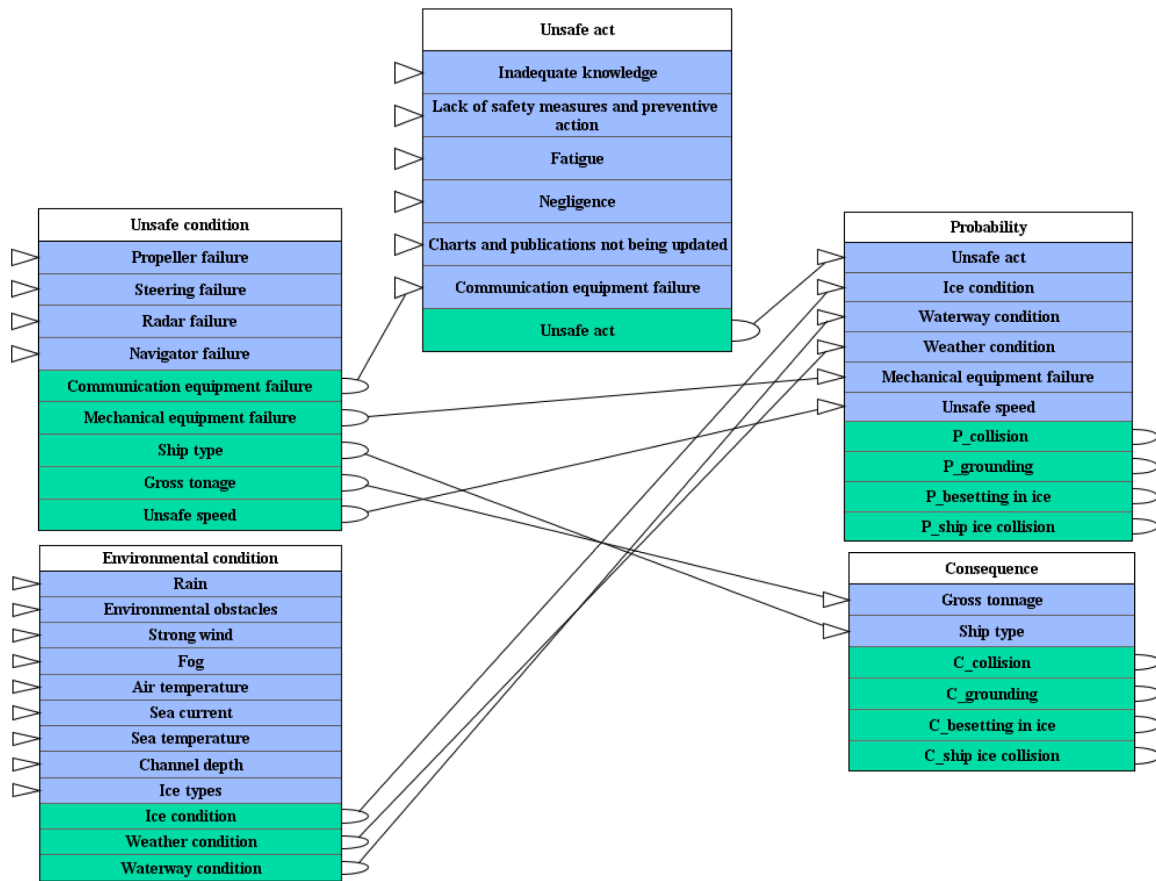 Unsafe act
Inadequate knowledge
Lack of safety measures and preventive
action
Fatigue
Negligence
Charts and publications not being updated
Communication equipment failure
Unsafe act
Unsafe condition
Propeller failure
Steering failure
Radar failure
Navigator failure
Communication equipment failure
Mechanical equipment failure
Ship type
Gross tonage
Unsafe speed
Environmental condition
Rain
Environmental obstacles
Strong wind
Fog
Air temperature
Sea current
Sea temperature
Channel depth
Ice types
Ice condition
Weather condition
Waterway condition
Probability
Unsafe act
Ice condition
Waterway condition
Weather condition
Mechanical equipment failure
Unsafe speed
P_collision
P_grounding
P_besetting in ice
P_ship ice collision
Consequence
Gross tonnage
Ship type
C_collision
C_grounding
C_besetting in ice
C_ship ice collision